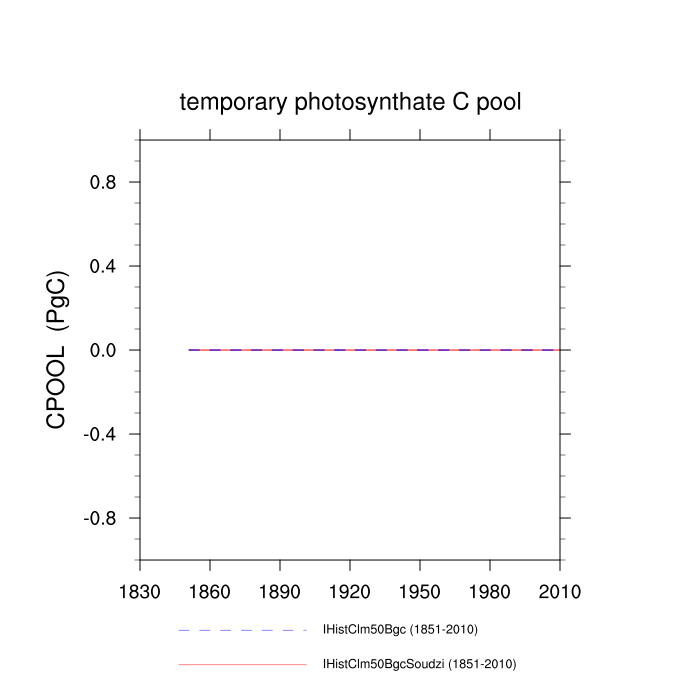 temporary photosynthate C pool
CPOOL (PgC)
0.8
0.4
0.0
-0.4
-0.8
1830 1860 1890 1920 1950 1980 2010
IHistClm50Bgc (1851-2010)
IHistClm50BgcSoudzi (1851-2010)